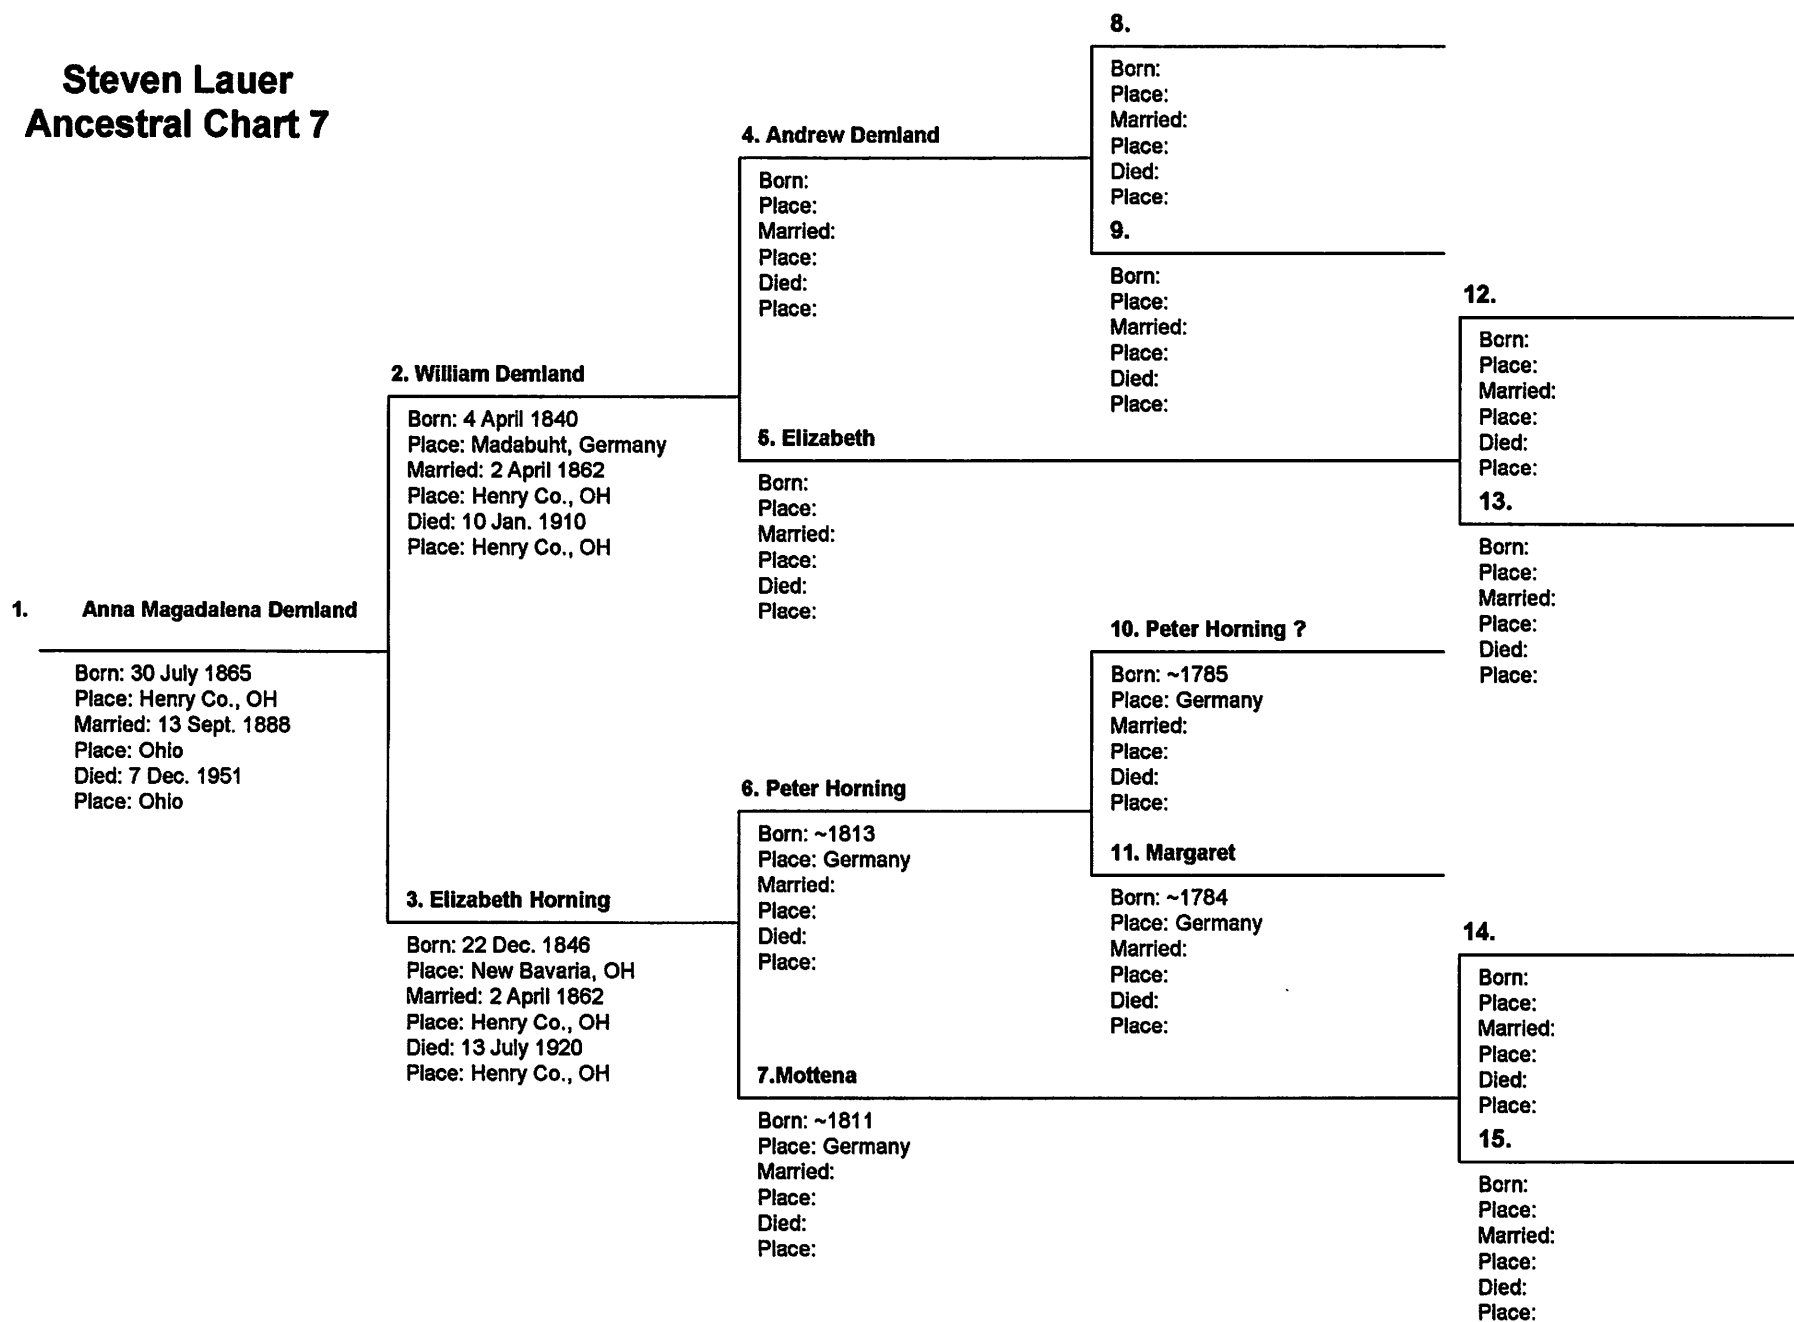 Steven Lauer
Ancestral Chart 7
1. Anna Magadalena Demland
Born: 30 July 1865
Place: Henry Co., OH
Married: 13 Sept. 1888
Place: Ohio
Died: 7 Dec. 1951
Place: Ohio
2. William Demland
Born: 4 April 1840
Place: Madabuht, Germany
Married: 2 April 1862
Place: Henry Co., OH
Died: 10 Jan. 1910
Place: Henry Co., OH
3. Elizabeth Horning
Born: 22 Dec. 1846
Place: New Bavaria, OH
Married: 2 April 1862
Place: Henry Co., OH
Died: 13 July 1920
Place: Henry Co., OH
4. Andrew Demland
Born:
Place:
Married:
Place:
Died:
Place:
5. Elizabeth
Born:
Place:
Married:
Place:
Died:
Place:
6. Peter Horning
Born: ~1813
Place: Germany
Married:
Place:
Died:
Place:
7.Mottena
Born: ~1811
Place: Germany
Married:
Place:
Died:
Place:
8.
Born:
Place:
Married:
Place:
Died:
Place:
9.
Born:
Place:
Married:
Place:
Died:
Place:
10. Peter Horning ?
Born: ~1785
Place: Germany
Married:
Place:
Died:
Place:
11. Margaret
Born: ~1784
Place: Germany
Married:
Place:
Died:
Place:
12.
Born:
Place:
Married:
Place:
Died:
Place:
13.
Born:
Place:
Married:
Place:
Died:
Place:
14.
Born:
Place:
Married:
Place:
Died:
Place:
15.
Born:
Place:
Married:
Place:
Died:
Place: